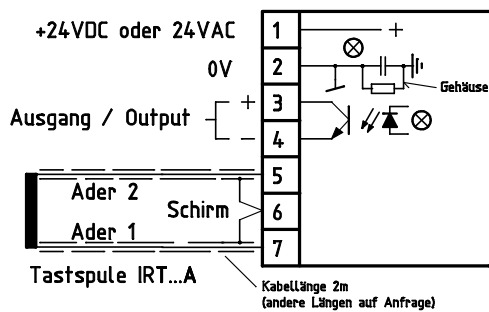 +24VDC oder 24VAC
1
+
0V
2
Gehäuse
Ausgang / Output
+
3
-
4
5
Ader 2
Schirm
6
Ader 1
7
Tastspule IRT...A
Kabellänge 2m
(andere Längen auf Anfrage)